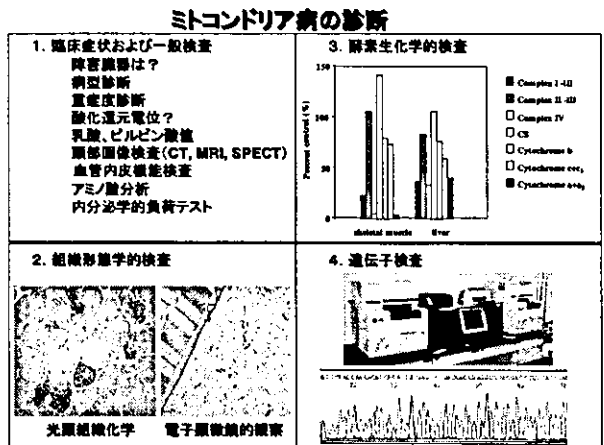 ミトコンドリア病の診断
1. 臨床症状および一般検査
障害臓器は？
病型診断
重症度診断
酸化還元電位？
乳酸、ピルビン酸値
頭部画像検査(CT, MRI, SPECT)
血管内皮機能検査
アミノ酸分析
内分泌学的負荷テスト
3. 酵素生化学的検査
Percent control (%)
150
100
50
0
skeletal muscle
liver
Complex I-III
Complex II-III
Complex IV
CS
Cytochrome b
Cytochrome c+c₁
Cytochrome a+a₃
2. 組織形態学的検査
光顕組織化学
電子顕微鏡的観察
4. 遺伝子検査